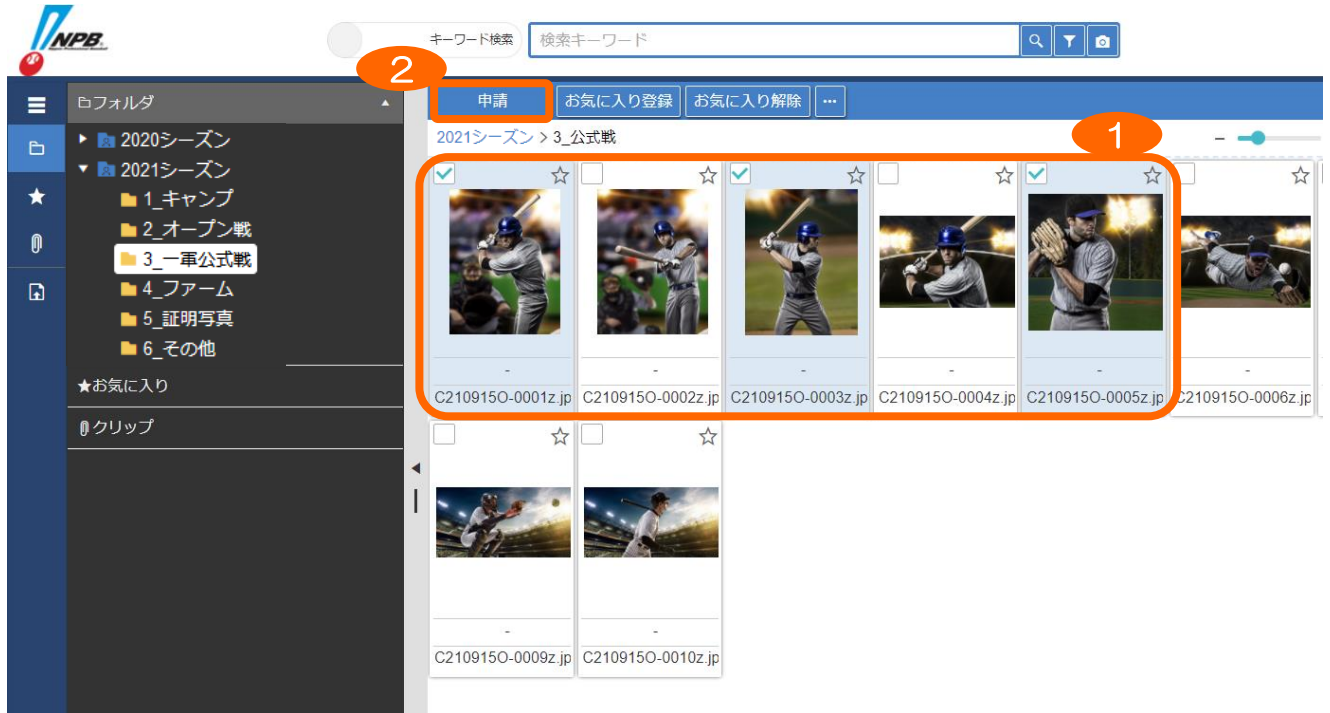 NPB.
キーワード検索
検索キーワード
2
フォルダ
申請
お気に入り登録
お気に入り解除
...
2020シーズン
2021シーズン > 3_公式戦
1
2021シーズン
1_キャンプ
2_オープン戦
3_一軍公式戦
4_ファーム
5_証明写真
6_その他
★お気に入り
クリップ
- - - - - -
C210915O-0001z.jp
C210915O-0002z.jp
C210915O-0003z.jp
C210915O-0004z.jp
C210915O-0005z.jp
C210915O-0006z.jp
- -
C210915O-0009z.jp
C210915O-0010z.jp